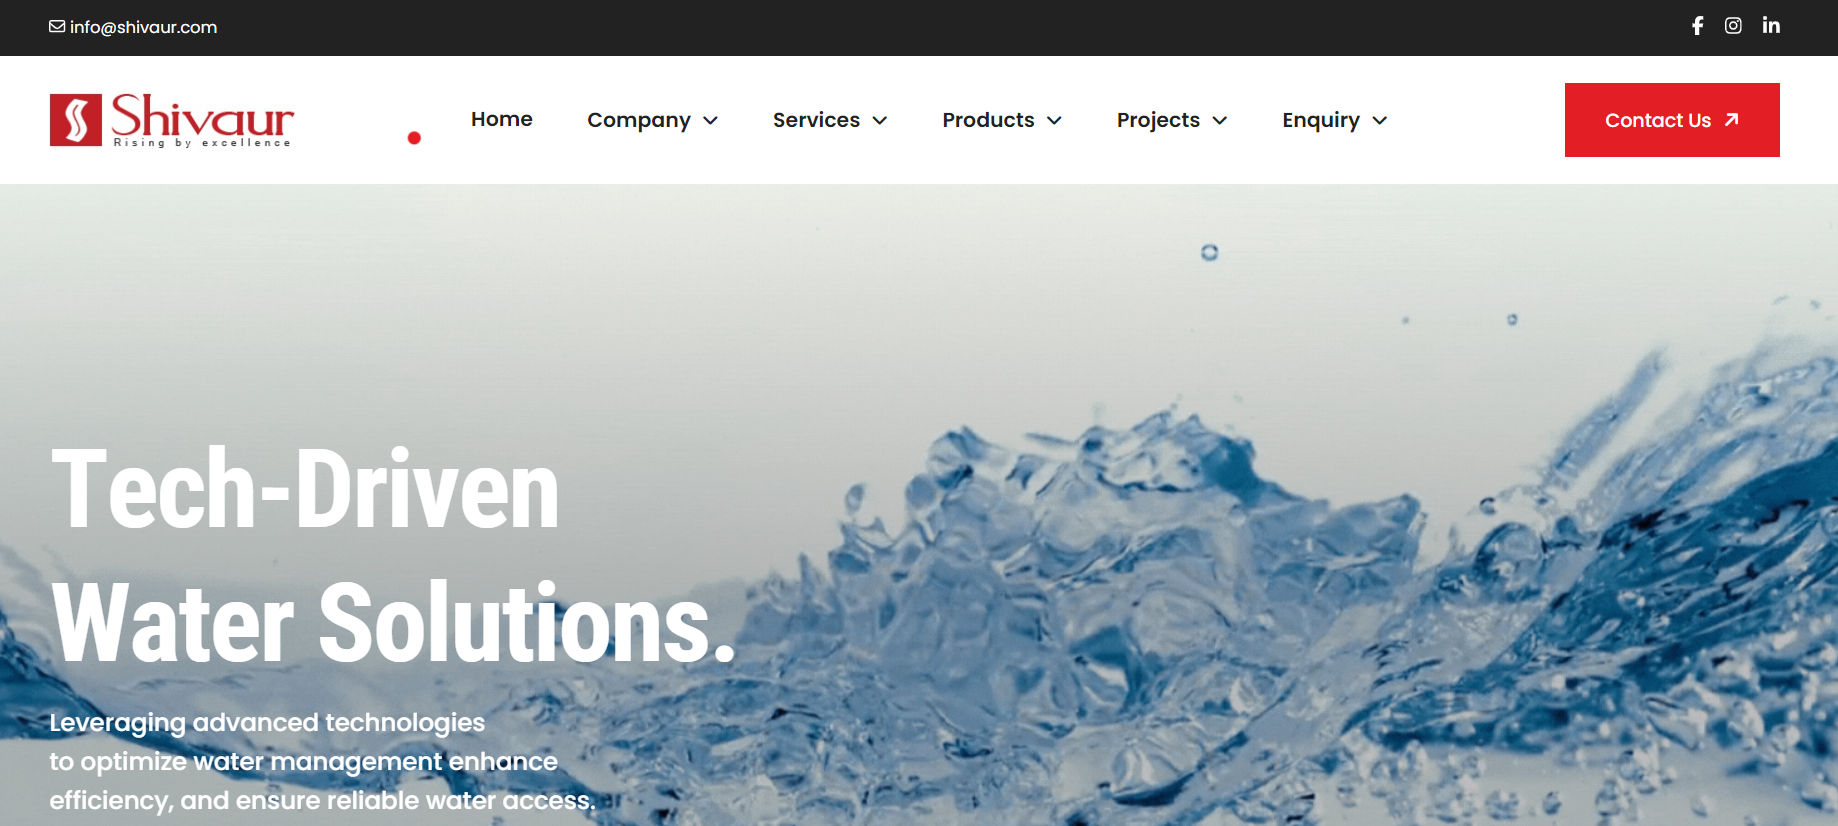 info@shivaur.com
Shivaur
Rising by excellence
Home Company Services Products Projects Enquiry
Contact Us
Tech-Driven
Water Solutions.
Leveraging advanced technologies
to optimize water management enhance
efficiency, and ensure reliable water access.